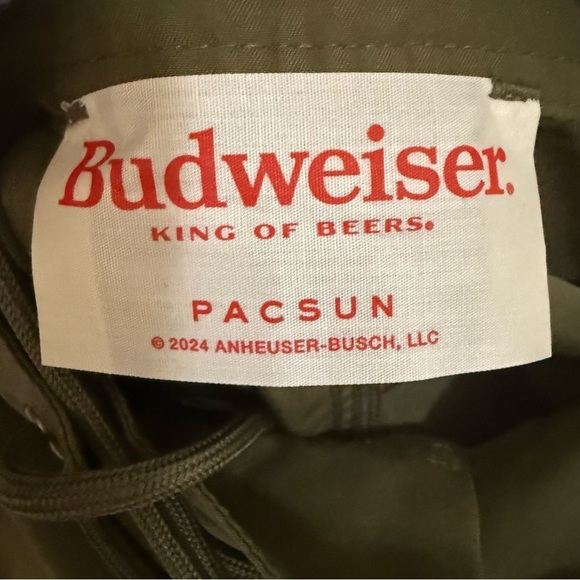 Budweiser.
KING OF BEERS.
PACSUN
© 2024 ANHEUSER-BUSCH, LLC